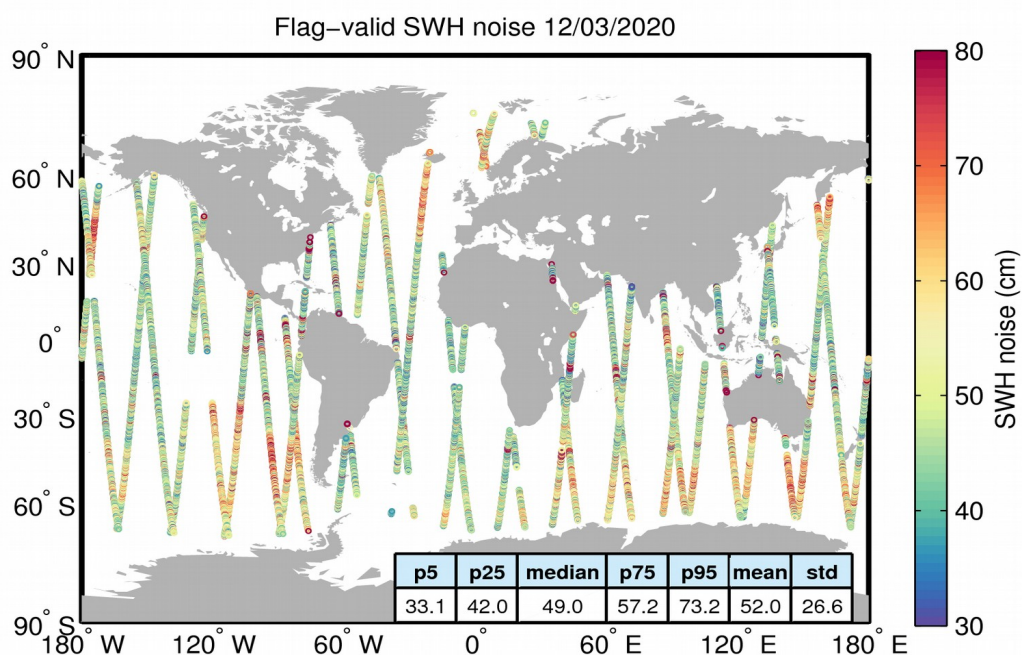 Flag−valid SWH noise 12/03/2020
90° N
60° N
30° N
0°
30° S
60° S
90° S
180° W
120° W
60° W
0°
60° E
120° E
180° E
p5 p25 median p75 p95 mean std
33.1 42.0 49.0 57.2 73.2 52.0 26.6
80
70
60
50
40
30
SWH noise (cm)